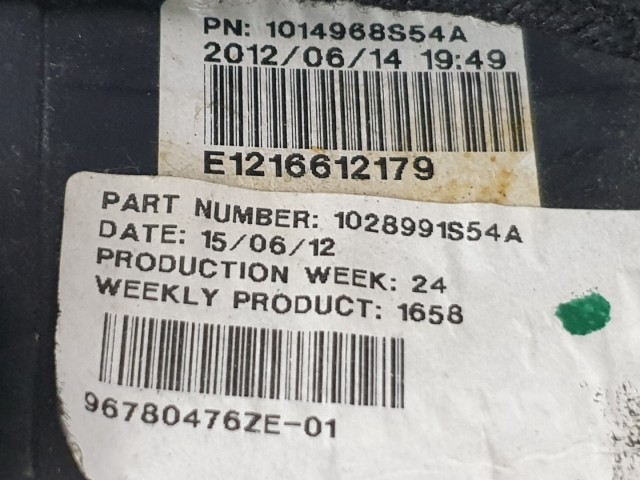 PN: 1014968S54A
2012/06/14 19:49
E1216612179
PART NUMBER: 1028991S54A
DATE: 15/06/12
PRODUCTION WEEK: 24
WEEKLY PRODUCT: 1658
96780476ZE-01